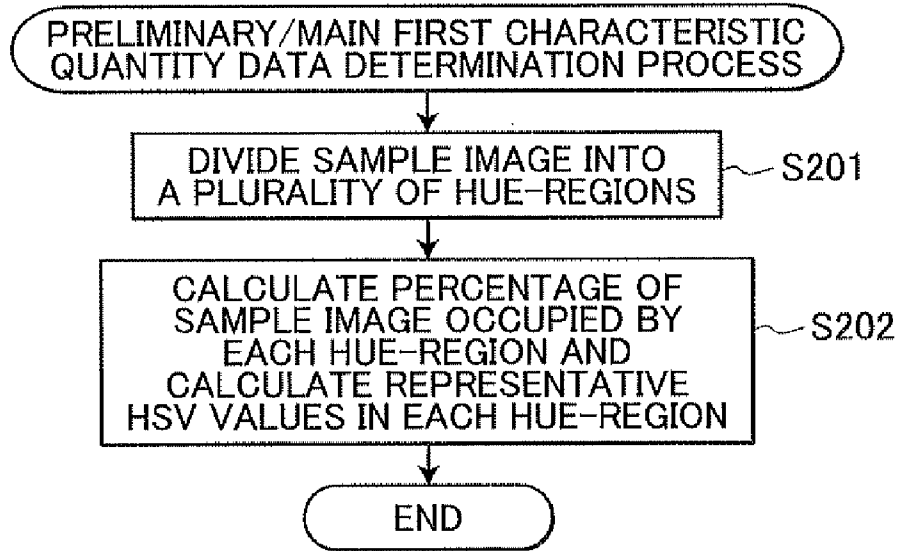 PRELIMINARY/MAIN FIRST CHARACTERISTIC
QUANTITY DATA DETERMINATION PROCESS
DIVIDE SAMPLE IMAGE INTO
A PLURALITY OF HUE-REGIONS
S201
CALCULATE PERCENTAGE OF
SAMPLE IMAGE OCCUPIED BY
EACH HUE-REGION AND
CALCULATE REPRESENTATIVE
HSV VALUES IN EACH HUE-REGION
S202
END